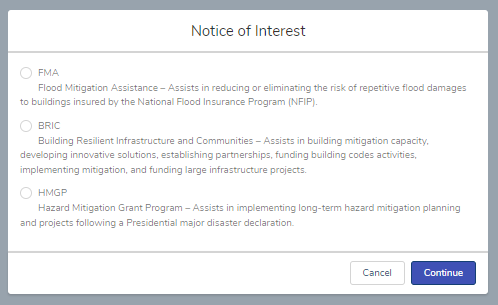 Notice of Interest
FMA
Flood Mitigation Assistance – Assists in reducing or eliminating the risk of repetitive flood damages
to buildings insured by the National Flood Insurance Program (NFIP).
BRIC
Building Resilient Infrastructure and Communities – Assists in building mitigation capacity,
developing innovative solutions, establishing partnerships, funding building codes activities,
implementing mitigation, and funding large infrastructure projects.
HMGP
Hazard Mitigation Grant Program – Assists in implementing long-term hazard mitigation planning
and projects following a Presidential major disaster declaration.
Cancel Continue